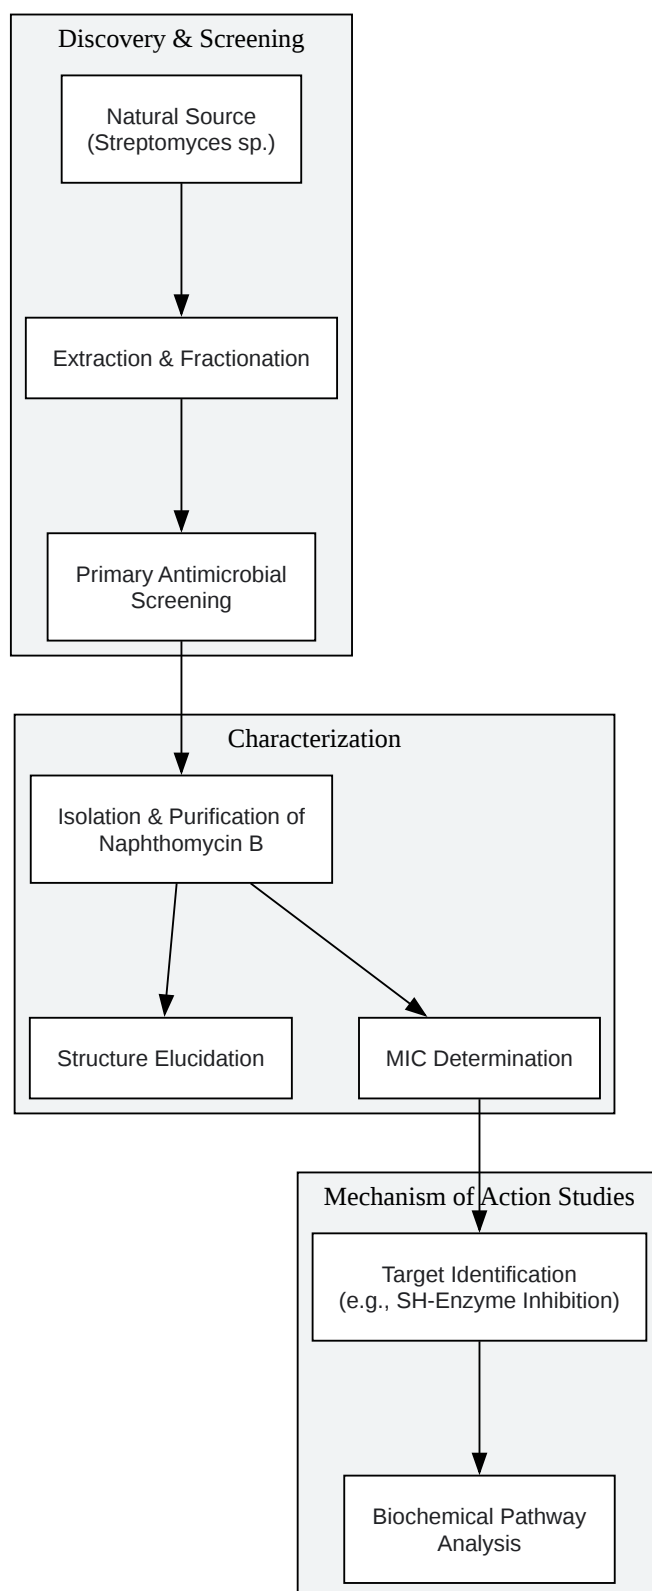 Discovery & Screening
Natural Source
(Streptomyces sp.)
Extraction & Fractionation
Primary Antimicrobial
Screening
Characterization
Isolation & Purification of
Naphthomycin B
Structure Elucidation
MIC Determination
Mechanism of Action Studies
Target Identification
(e.g., SH-Enzyme Inhibition)
Biochemical Pathway
Analysis